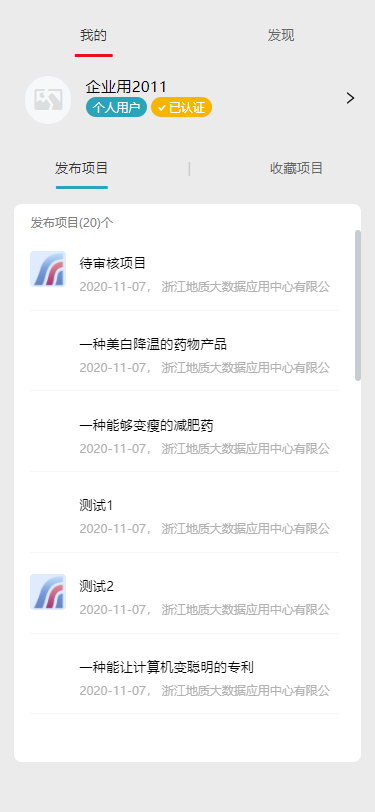 我的
发现
企业用2011
个人用户
已认证
发布项目
收藏项目
发布项目(20)个
待审核项目
2020-11-07， 浙江地质大数据应用中心有限公
一种美白降温的药物产品
2020-11-07， 浙江地质大数据应用中心有限公
一种能够变瘦的减肥药
2020-11-07， 浙江地质大数据应用中心有限公
测试1
2020-11-07， 浙江地质大数据应用中心有限公
测试2
2020-11-07， 浙江地质大数据应用中心有限公
一种能让计算机变聪明的专利
2020-11-07， 浙江地质大数据应用中心有限公